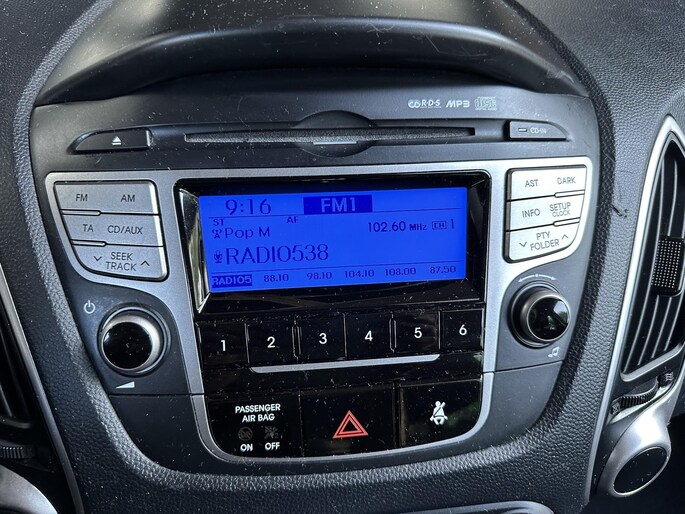 R·D·S MP3
CD-IN
FM AM
TA CD/AUX
SEEK
TRACK
9:16 FM1
ST AF
Pop M 102.60 MHz CH 1
RADIO538
RADIO5 88.10 98.10 104.10 108.00 87.50
AST DARK
INFO SETUP
CLOCK
PTY
FOLDER
1 2 3 4 5 6
PASSENGER
AIR BAG
ON OFF